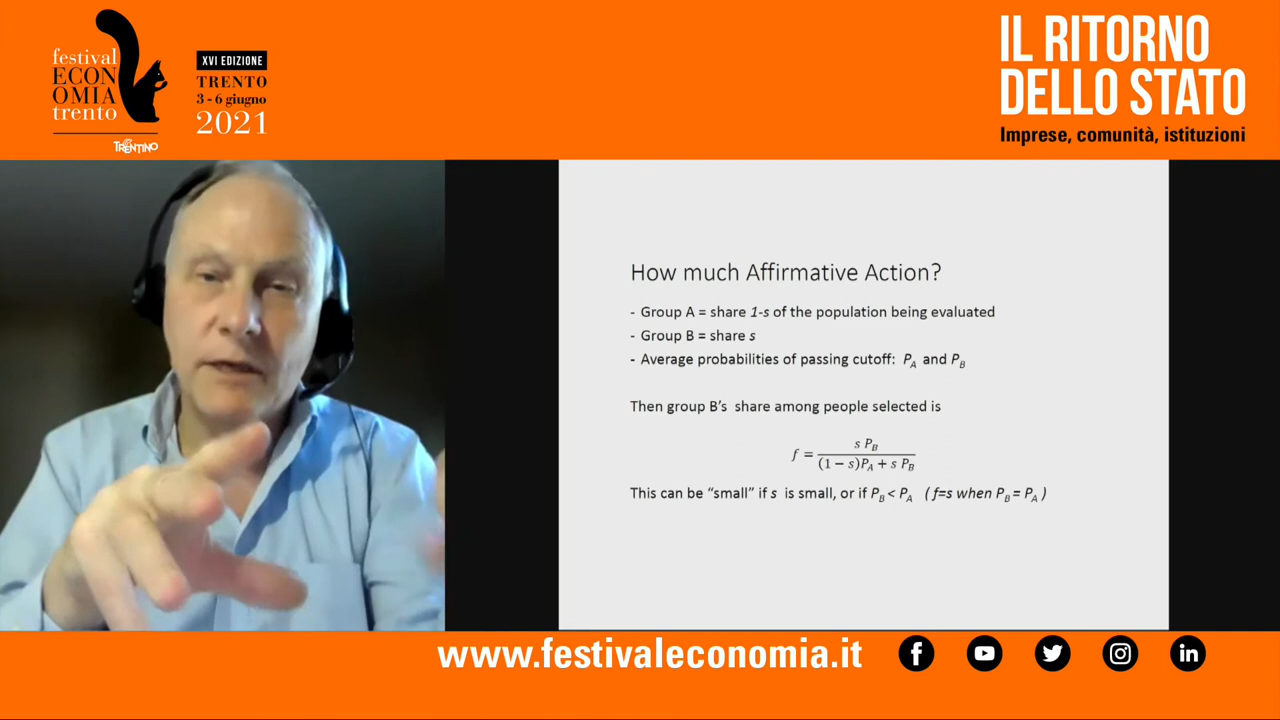 festival
ECON
OMIA
trento
TRENTINO
XVI EDIZIONE
TRENTO
3 - 6 giugno
2021
IL RITORNO
DELLO STATO
Imprese, comunità, istituzioni
How much Affirmative Action?
- Group A = share 1-s of the population being evaluated
- Group B = share s
- Average probabilities of passing cutoff: P_A and P_B
Then group B's share among people selected is
f = s P_B / ((1 − s)P_A + s P_B)
This can be “small” if s is small, or if P_B < P_A ( f=s when P_B = P_A )
www.festivaleconomia.it